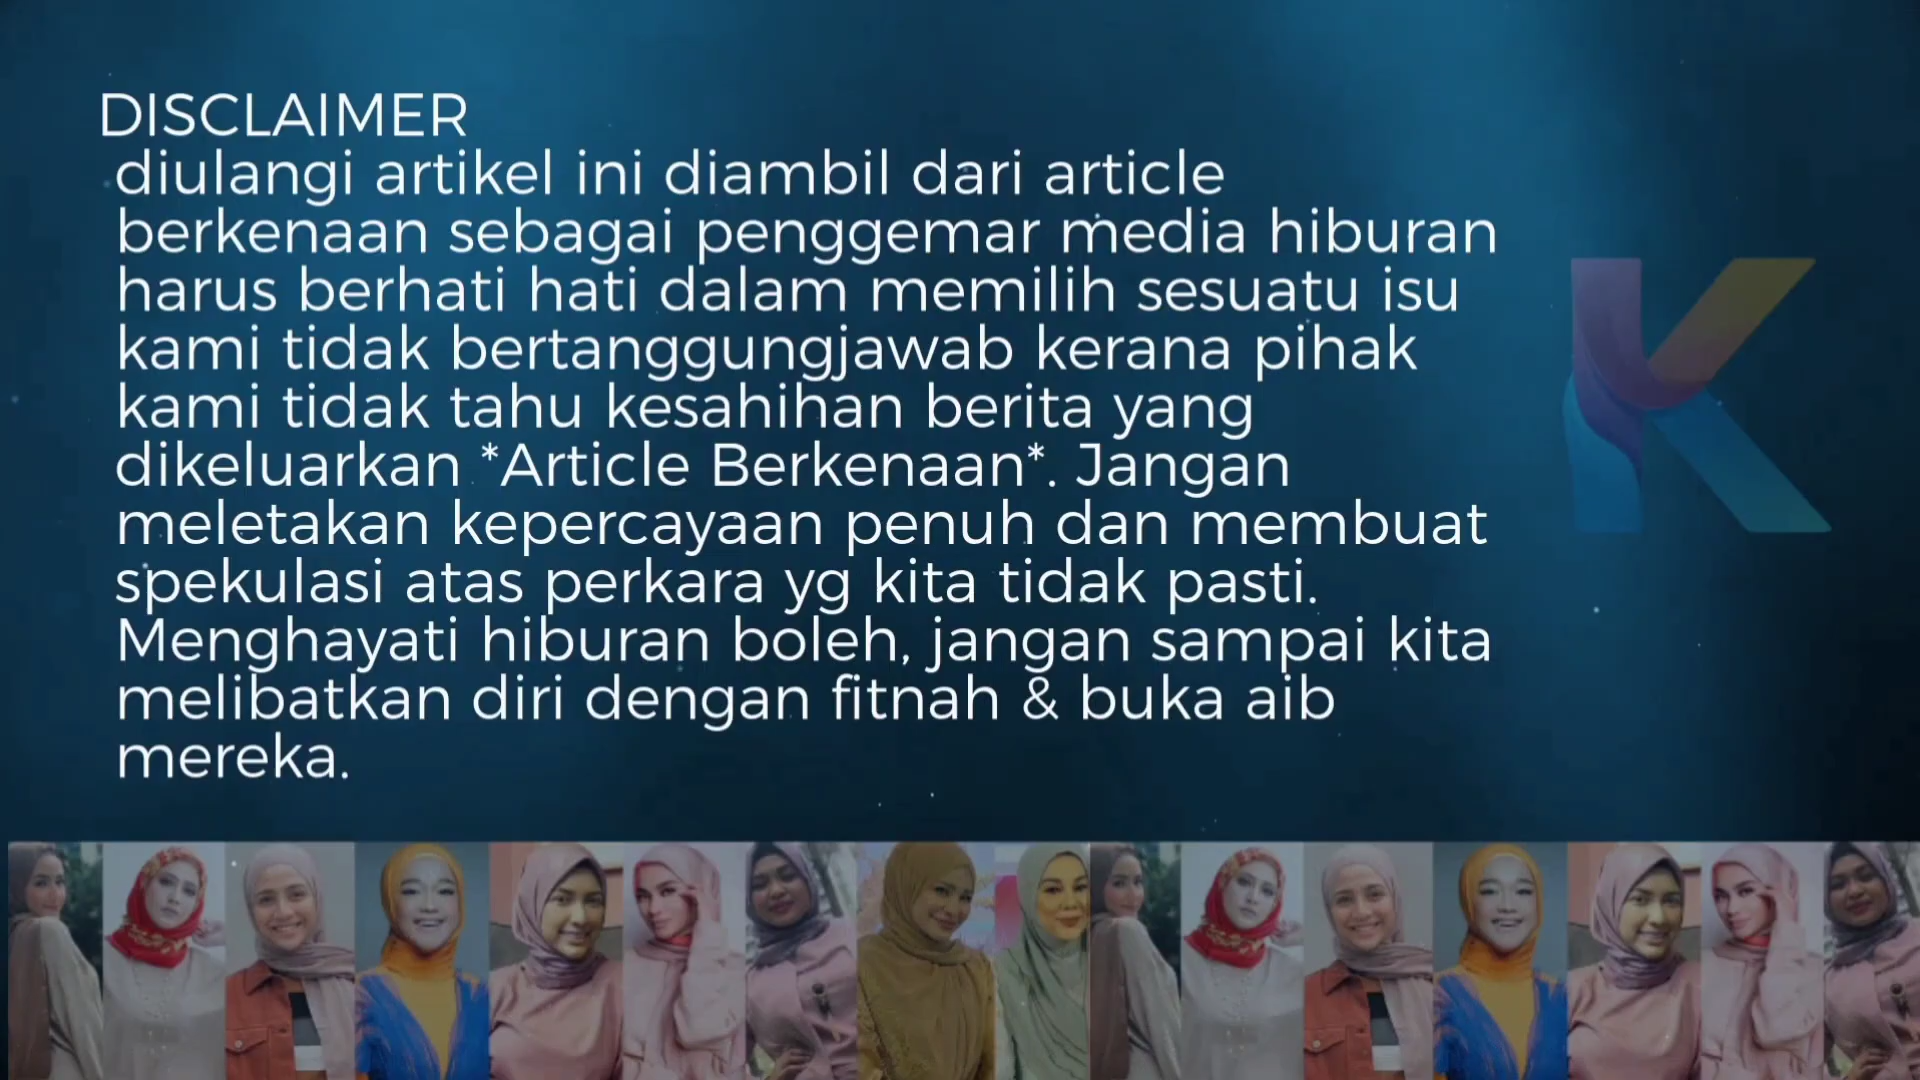 DISCLAIMER
diulangi artikel ini diambil dari article
berkenaan sebagai penggemar media hiburan
harus berhati hati dalam memilih sesuatu isu
kami tidak bertanggungjawab kerana pihak
kami tidak tahu kesahihan berita yang
dikeluarkan *Article Berkenaan*. Jangan
meletakan kepercayaan penuh dan membuat
spekulasi atas perkara yg kita tidak pasti.
Menghayati hiburan boleh, jangan sampai kita
melibatkan diri dengan fitnah & buka aib
mereka.
K